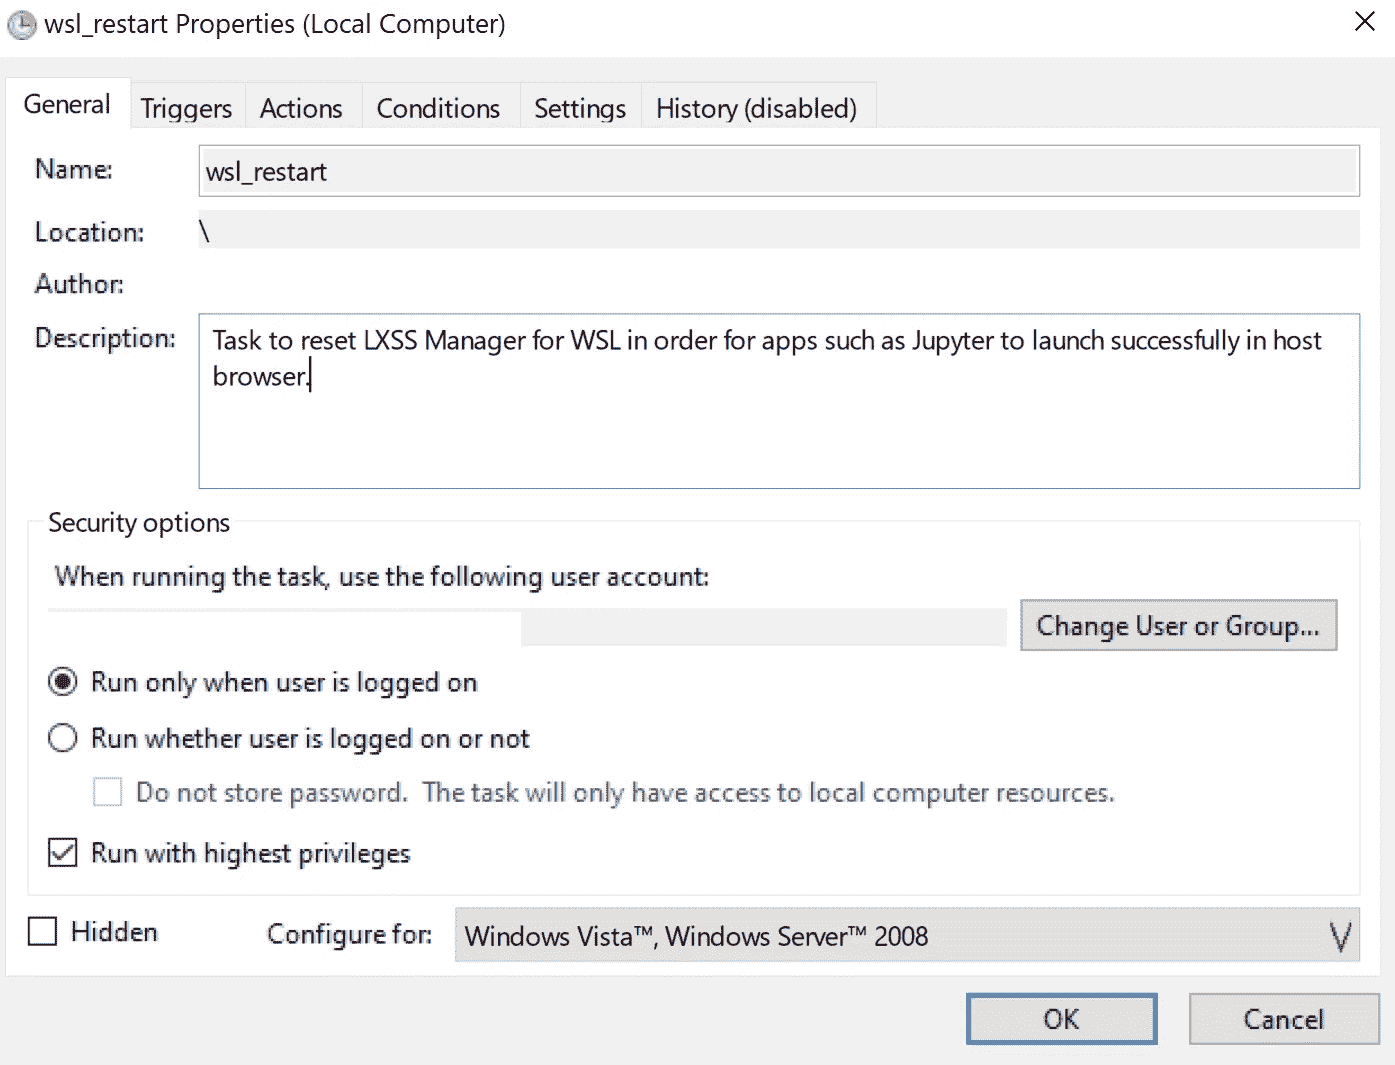 wsl_restart Properties (Local Computer)
General Triggers Actions Conditions Settings History (disabled)
Name: wsl_restart
Location: \
Author:
Description: Task to reset LXSS Manager for WSL in order for apps such as Jupyter to launch successfully in host
browser.
Security options
When running the task, use the following user account:
Change User or Group...
Run only when user is logged on
Run whether user is logged on or not
Do not store password. The task will only have access to local computer resources.
Run with highest privileges
Hidden Configure for: Windows Vista™, Windows Server™ 2008
OK Cancel